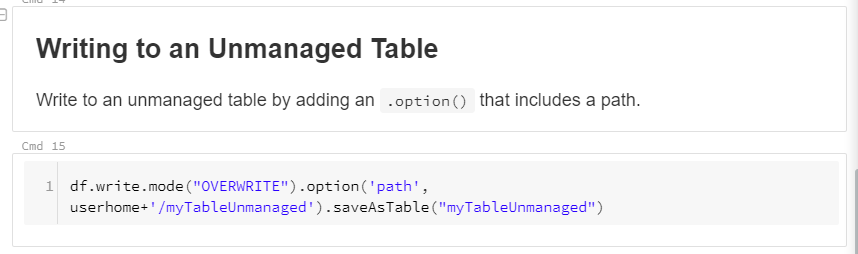 Cmd 14
Writing to an Unmanaged Table
Write to an unmanaged table by adding an .option() that includes a path.
Cmd 15
1 df.write.mode("OVERWRITE").option('path',
userhome+'/myTableUnmanaged').saveAsTable("myTableUnmanaged")